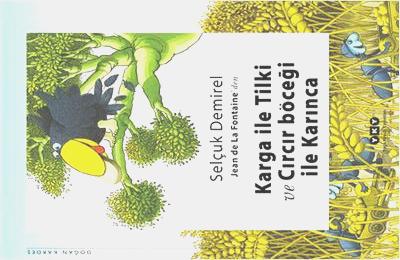 Selçuk Demirel
Jean de La Fontaine'den
Karga ile Tilki
ve Cırcır böceği
ile Karınca
YKY
DOĞAN KARDEŞ